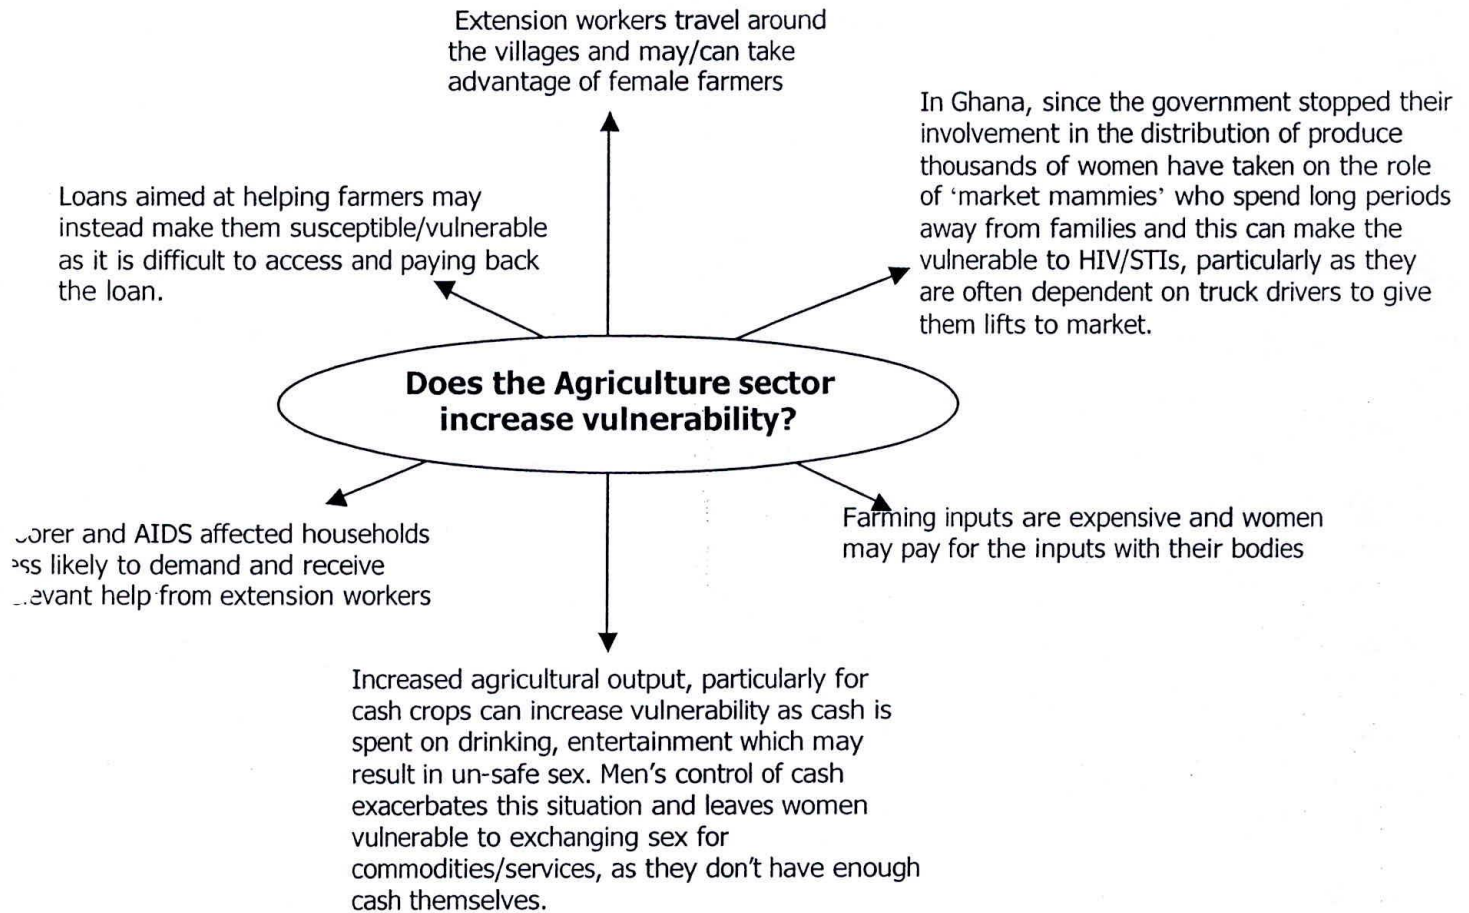 Extension workers travel around
the villages and may/can take
advantage of female farmers
In Ghana, since the government stopped their
involvement in the distribution of produce
thousands of women have taken on the role
of ‘market mammies’ who spend long periods
away from families and this can make the
vulnerable to HIV/STIs, particularly as they
are often dependent on truck drivers to give
them lifts to market.
Loans aimed at helping farmers may
instead make them susceptible/vulnerable
as it is difficult to access and paying back
the loan.
Does the Agriculture sector
increase vulnerability?
and AIDS affected households
likely to demand and receive
help from extension workers
Farming inputs are expensive and women
may pay for the inputs with their bodies
Increased agricultural output, particularly for
cash crops can increase vulnerability as cash is
spent on drinking, entertainment which may
result in un-safe sex. Men's control of cash
exacerbates this situation and leaves women
vulnerable to exchanging sex for
commodities/services, as they don't have enough
cash themselves.